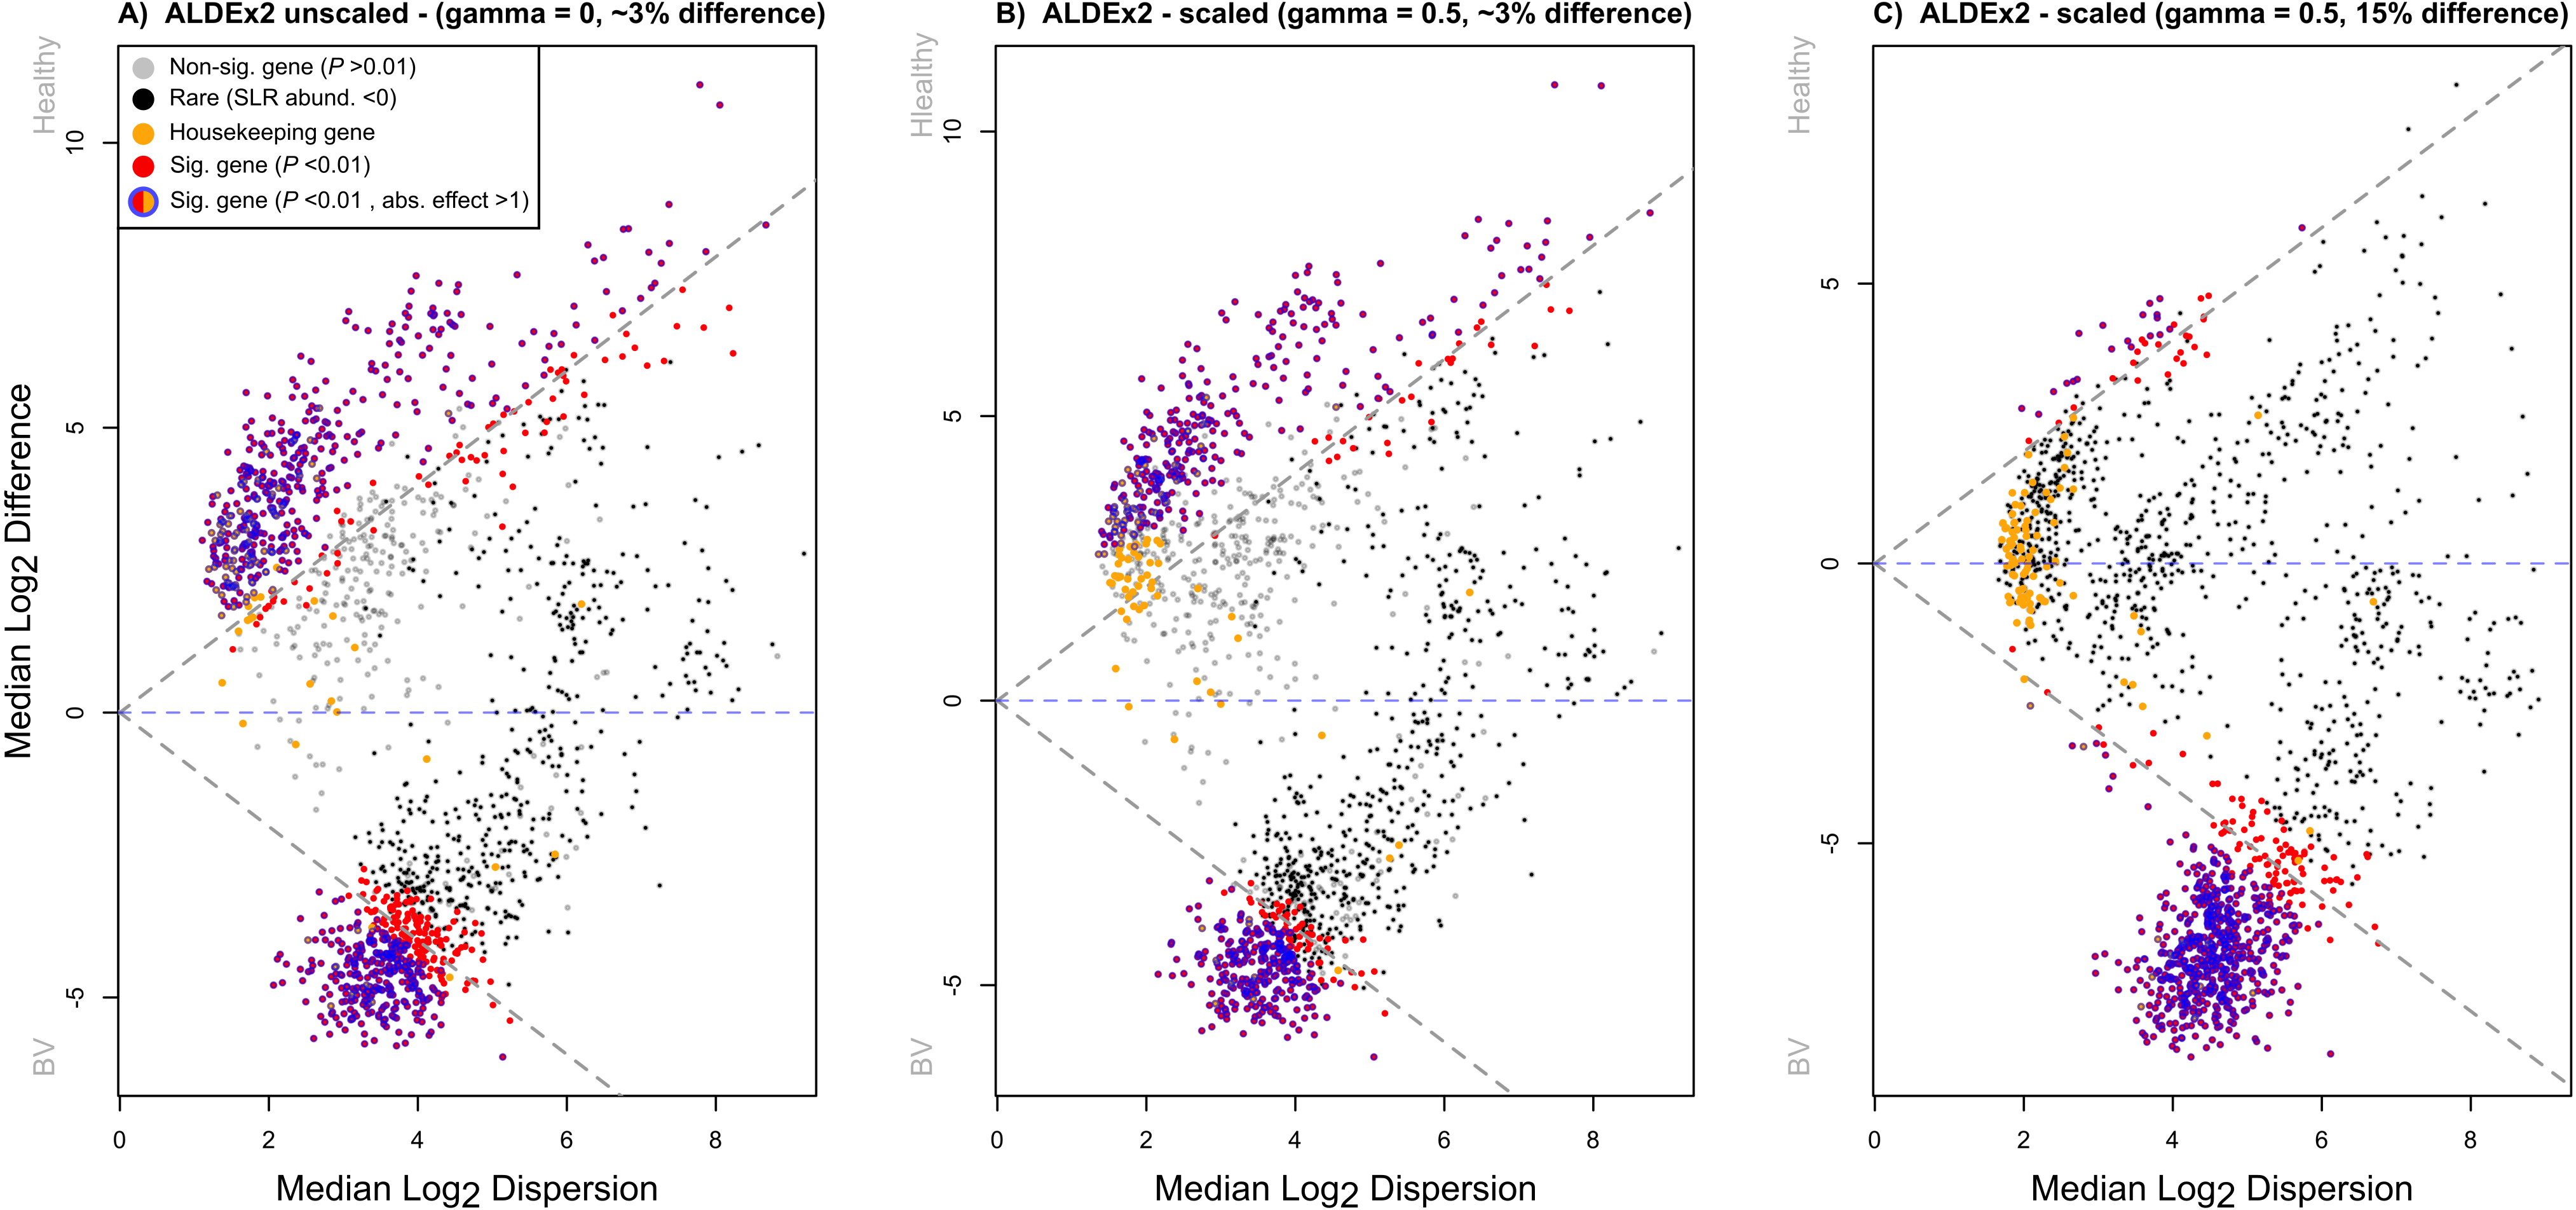 A) ALDEx2 unscaled - (gamma = 0, ~3% difference)
B) ALDEx2 - scaled (gamma = 0.5, ~3% difference)
C) ALDEx2 - scaled (gamma = 0.5, 15% difference)
Non-sig. gene (P >0.01)
Rare (SLR abund. <0)
Housekeeping gene
Sig. gene (P <0.01)
Sig. gene (P <0.01 , abs. effect >1)
Median Log2 Difference
Healthy
BV
10
5
0
-5
0 2 4 6 8
Median Log2 Dispersion
Hlealthy
BV
10
5
0
-5
0 2 4 6 8
Median Log2 Dispersion
Healthy
BV
5
0
-5
0 2 4 6 8
Median Log2 Dispersion